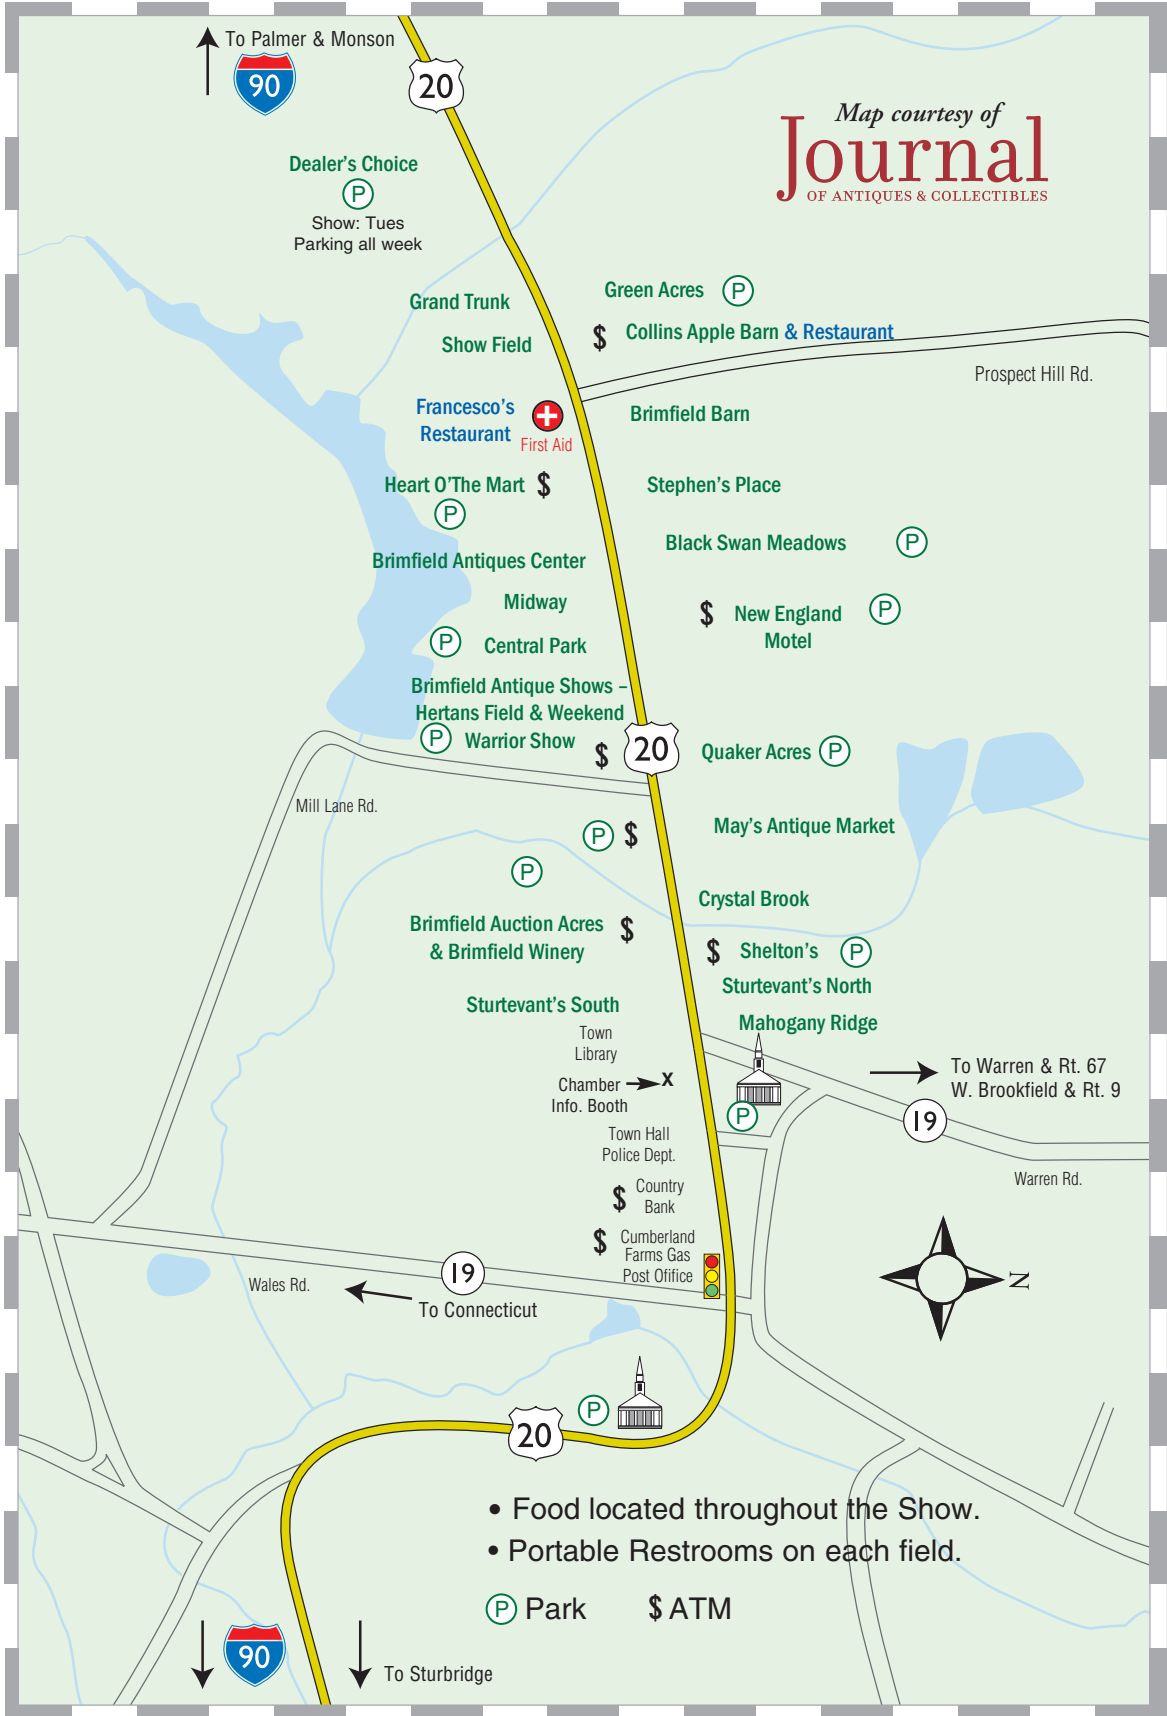 To Palmer & Monson
90
20
Map courtesy of
Journal
OF ANTIQUES & COLLECTIBLES
Dealer's Choice
P
Show: Tues
Parking all week
Green Acres P
Grand Trunk
$ Collins Apple Barn & Restaurant
Show Field
Prospect Hill Rd.
Francesco's
Restaurant
First Aid
Brimfield Barn
Heart O'The Mart $
P
Stephen's Place
Black Swan Meadows P
Brimfield Antiques Center
Midway
$ New England
Motel
P
P Central Park
Brimfield Antique Shows –
Hertans Field & Weekend
P Warrior Show $
20
Quaker Acres P
Mill Lane Rd.
May's Antique Market
P $
P
Crystal Brook
Brimfield Auction Acres
& Brimfield Winery
$
$ Shelton's P
Sturtevant's North
Sturtevant's South
Mahogany Ridge
Town
Library
To Warren & Rt. 67
W. Brookfield & Rt. 9
Chamber
Info. Booth
x
P
19
Town Hall
Police Dept.
Warren Rd.
$ Country
Bank
$ Cumberland
Farms Gas
Post Ofifice
N
19
Wales Rd.
To Connecticut
P
20
• Food located throughout the Show.
• Portable Restrooms on each field.
P Park $ ATM
90
To Sturbridge